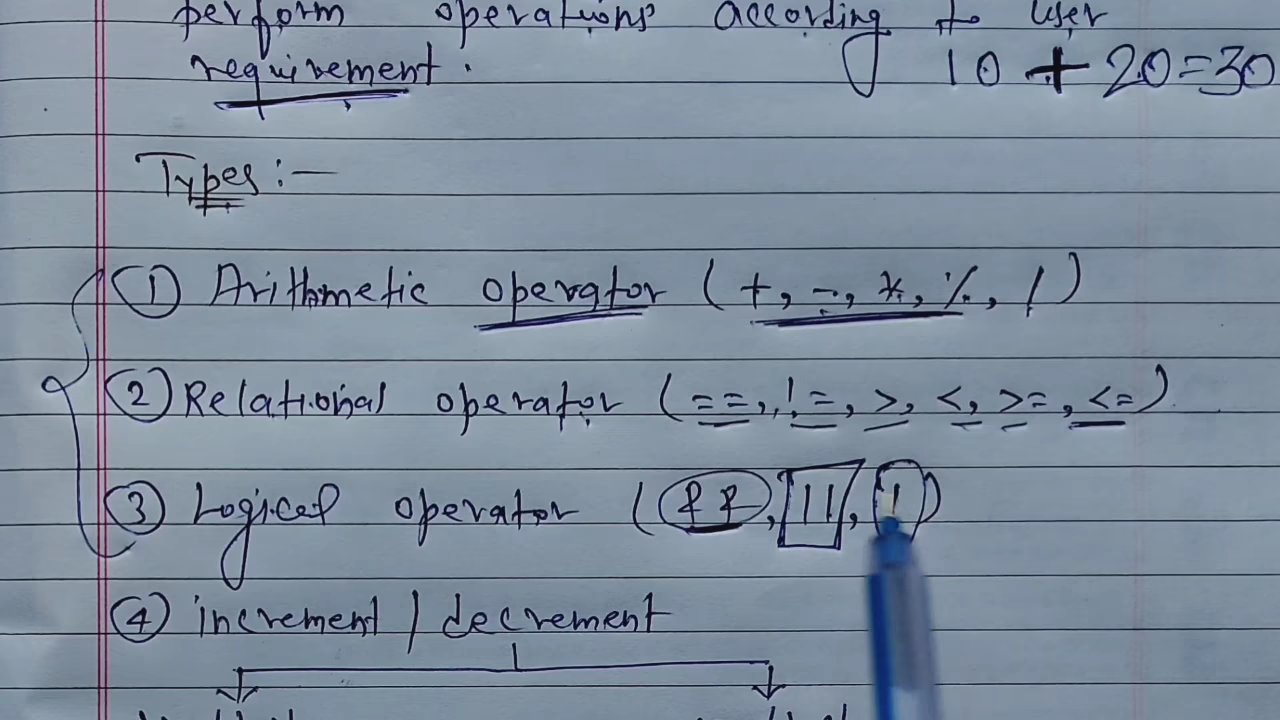 perform operations according to user
requirement. 10 + 20=30
Types:—
① Arithmetic operator (+, -, *, %, /)
② Relational operator (==, !=, >, <, >=, <=)
③ Logical operator (&&, ||, !)
④ increment / decrement